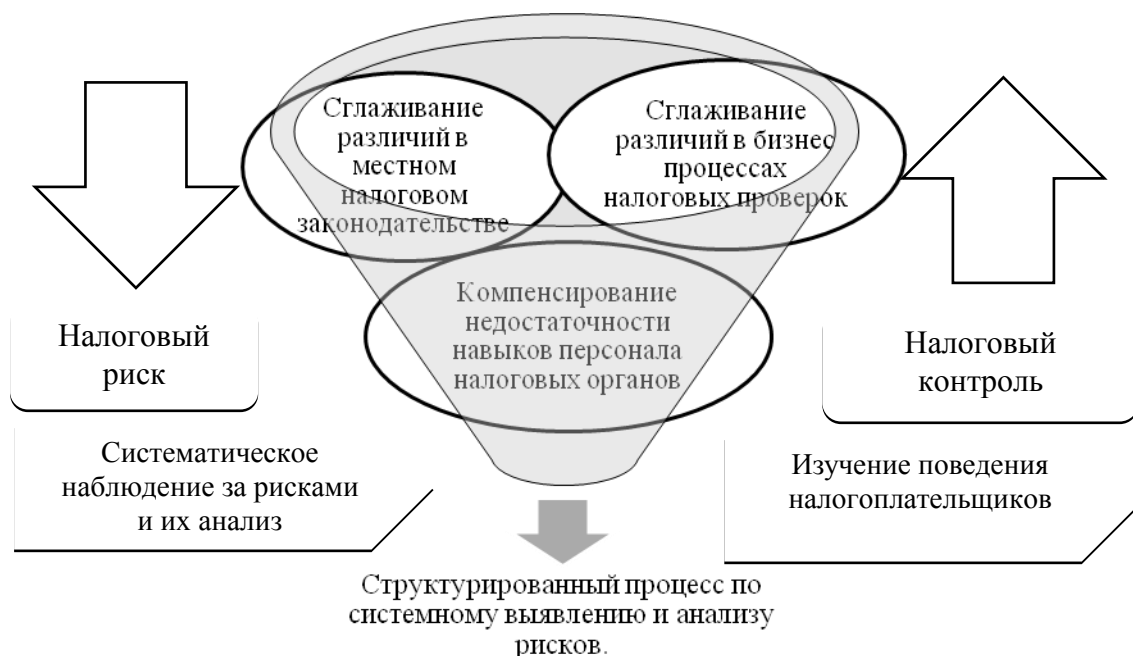 Сглаживание
различий в
местном
налоговом
законодательстве
Сглаживание
различий в бизнес
процессах
налоговых проверок
Компенсирование
недостаточности
навыков персонала
налоговых органов
Налоговый
риск
Налоговый
контроль
Систематическое
наблюдение за рисками
и их анализ
Изучение поведения
налогоплательщиков
Структурированный процесс по
системному выявлению и анализу
рисков.